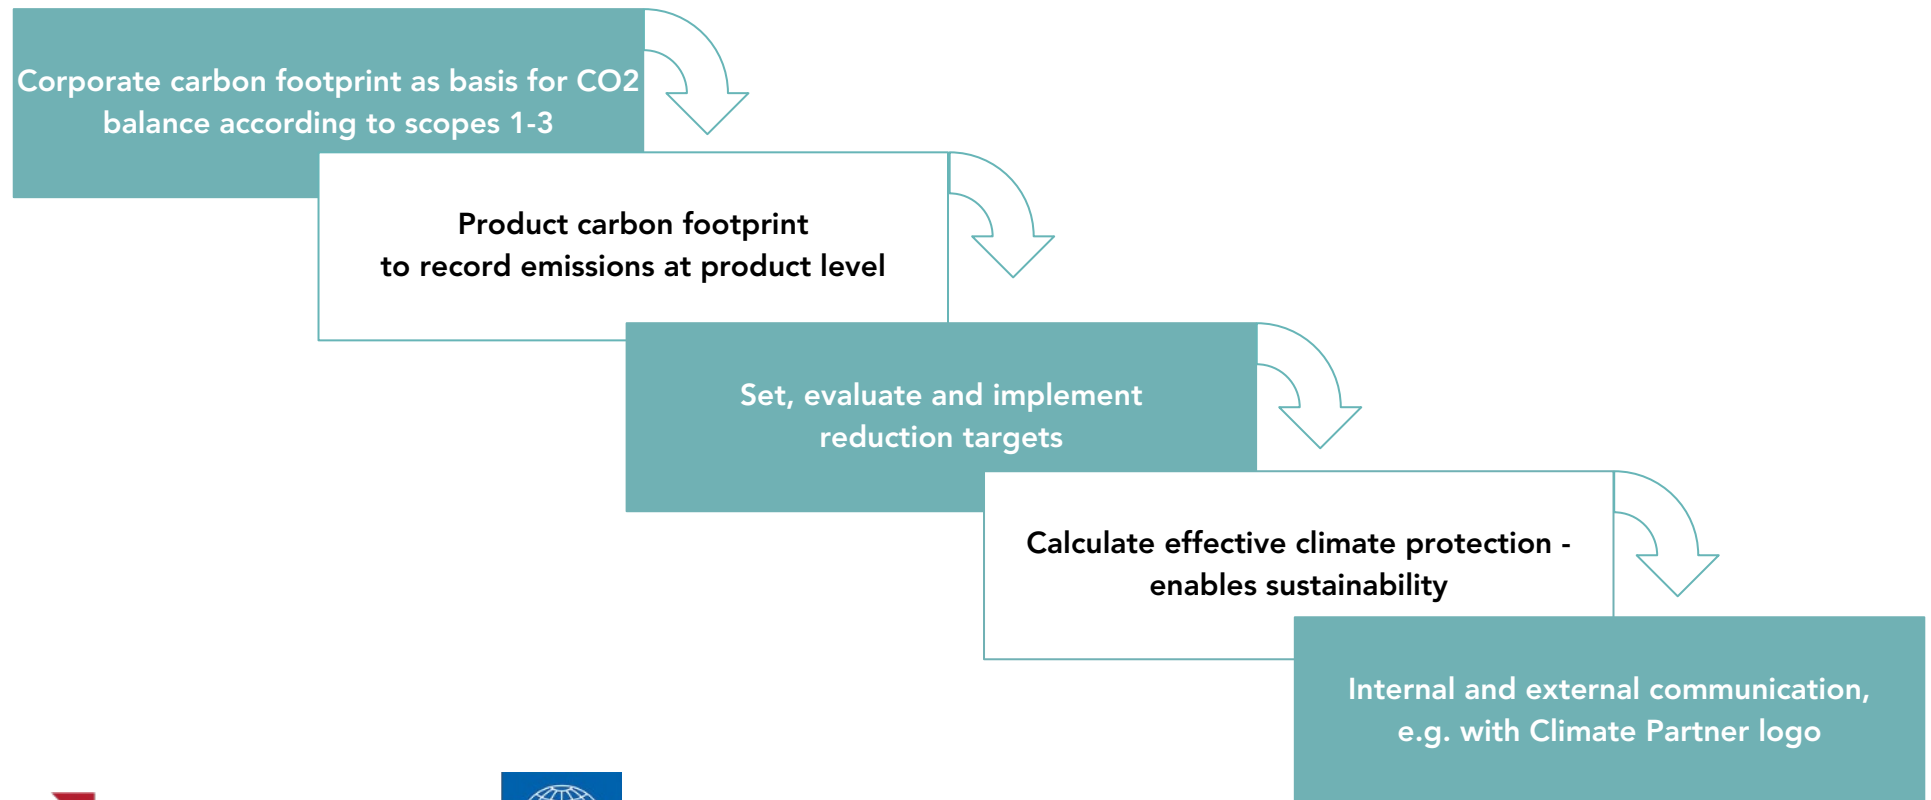 Corporate carbon footprint as basis for CO2
balance according to scopes 1-3
Product carbon footprint
to record emissions at product level
Set, evaluate and implement
reduction targets
Calculate effective climate protection -
enables sustainability
Internal and external communication,
e.g. with Climate Partner logo